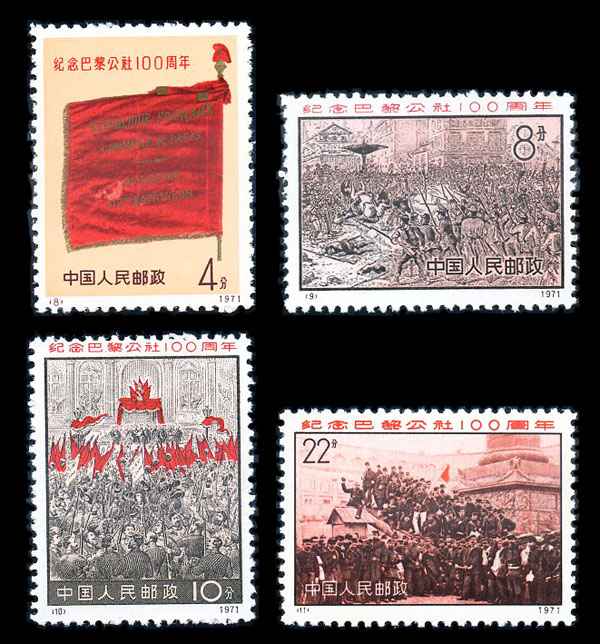 纪念巴黎公社100周年
中国人民邮政
4分
(8)
1971
纪念巴黎公社100周年
8分
中国人民邮政
(9)
1971
纪念巴黎公社100周年
中国人民邮政
10分
(10)
1971
纪念巴黎公社100周年
22分
中国人民邮政
(11)
1971